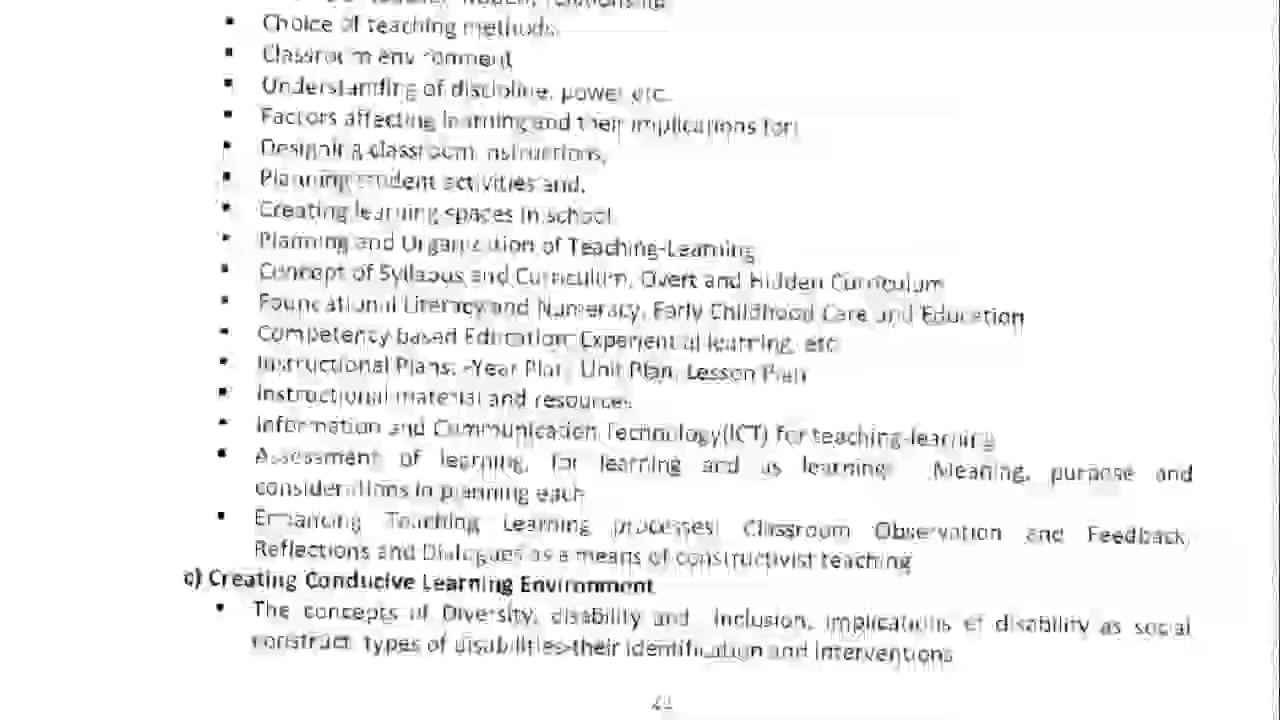 relationship
Choice of teaching methods,
Classroom environment
Understanding of discipline, power etc.
Factors affecting learning and their implications for:
Designing classroom instructions,
Planning student activities and,
Creating learning spaces in school
Planning and Organization of Teaching-Learning
Concept of Syllabus and Curriculum, Overt and Hidden Curriculum
Foundational Literacy and Numeracy, Early Childhood Care and Education
Competency based Education Experiential learning, etc
Instructional Plans: -Year Plan, Unit Plan, Lesson Plan
Instructional material and resources
Information and Communication Technology(ICT) for teaching-learning
Assessment of learning, for learning and as learning: Meaning, purpose and
considerations in planning each
Enhancing Teaching Learning processes: Classroom Observation and Feedback,
Reflections and Dialogues as a means of constructivist teaching
c) Creating Conducive Learning Environment
The concepts of Diversity, disability and inclusion, implications of disability as social
construct, types of disabilities-their identification and interventions